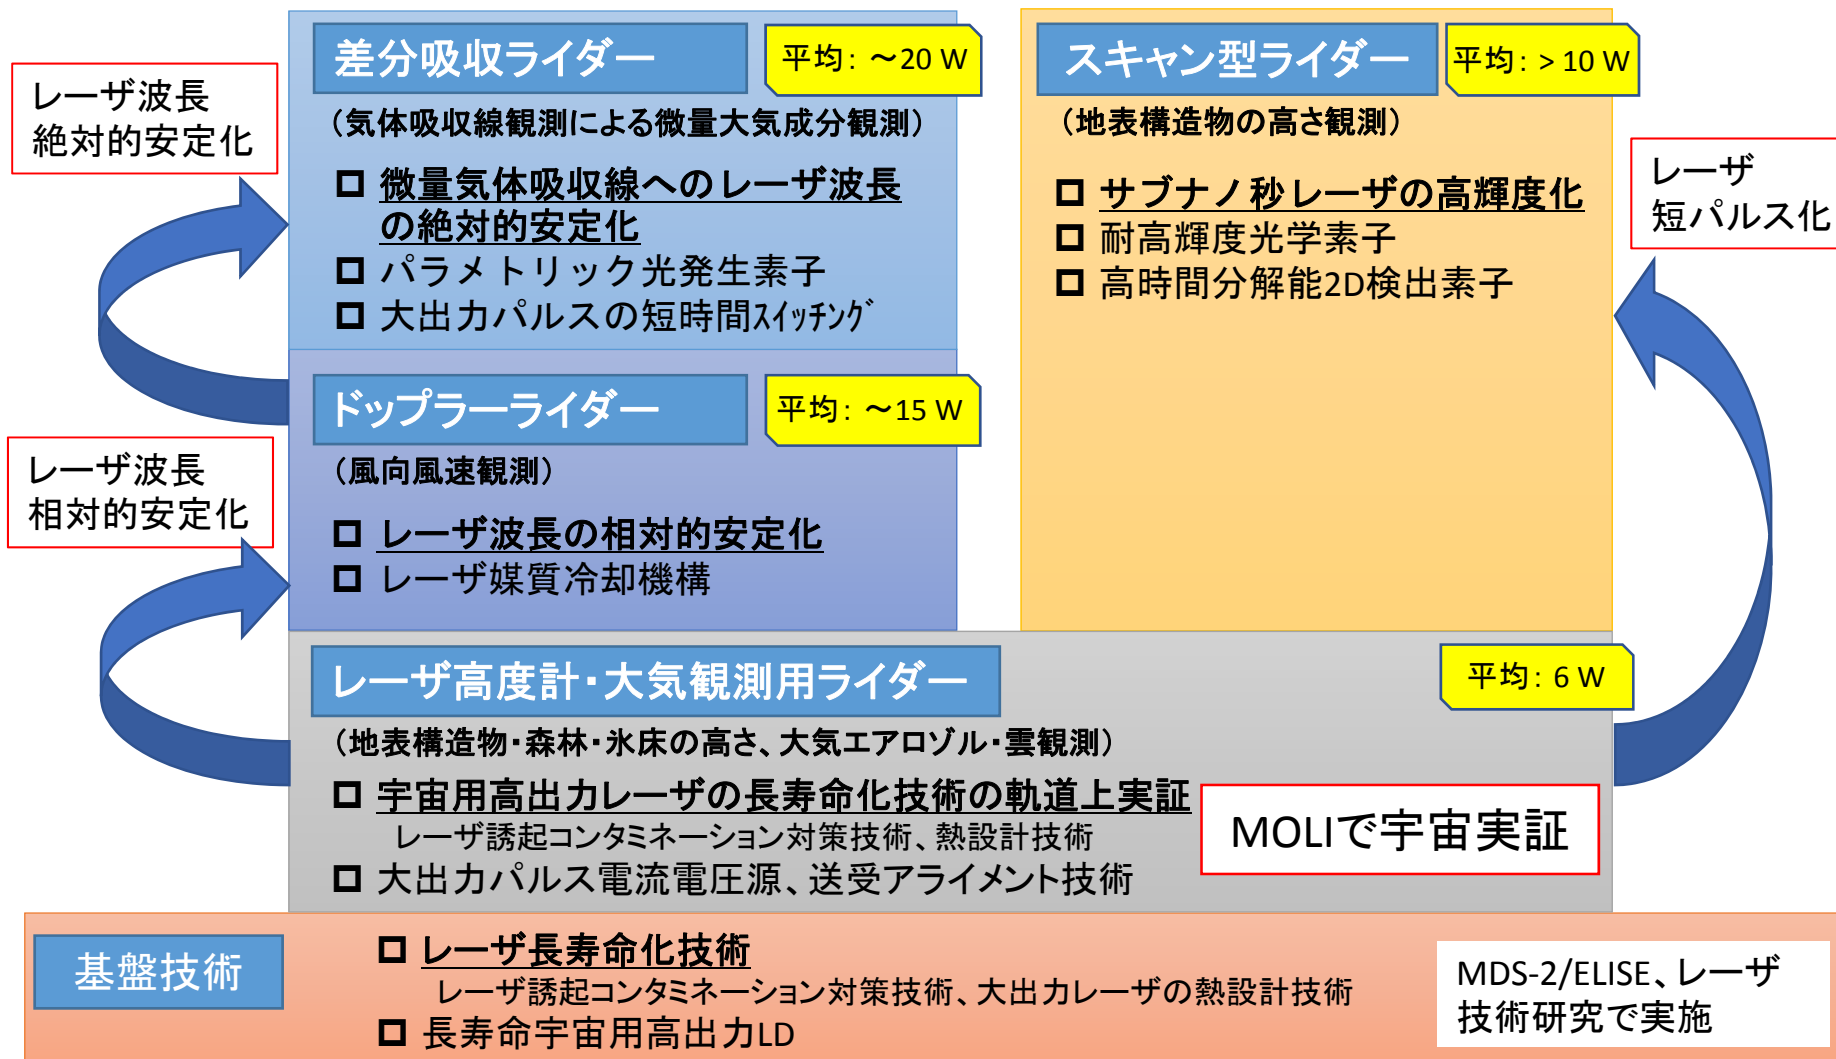 差分吸収ライダー
平均: ～20 W
(気体吸収線観測による微量大気成分観測)
微量気体吸収線へのレーザ波長
の絶対的安定化
パラメトリック光発生素子
大出力パルスの短時間ｽｲｯﾁﾝｸﾞ
レーザ波長
絶対的安定化
ドップラーライダー
平均: ～15 W
(風向風速観測)
レーザ波長の相対的安定化
レーザ媒質冷却機構
レーザ波長
相対的安定化
スキャン型ライダー
平均: > 10 W
(地表構造物の高さ観測)
サブナノ秒レーザの高輝度化
耐高輝度光学素子
高時間分解能2D検出素子
レーザ
短パルス化
レーザ高度計・大気観測用ライダー
平均: 6 W
(地表構造物・森林・氷床の高さ、大気エアロゾル・雲観測)
宇宙用高出力レーザの長寿命化技術の軌道上実証
レーザ誘起コンタミネーション対策技術、熱設計技術
大出力パルス電流電圧源、送受アライメント技術
MOLIで宇宙実証
基盤技術
レーザ長寿命化技術
レーザ誘起コンタミネーション対策技術、大出力レーザの熱設計技術
長寿命宇宙用高出力LD
MDS-2/ELISE、レーザ
技術研究で実施